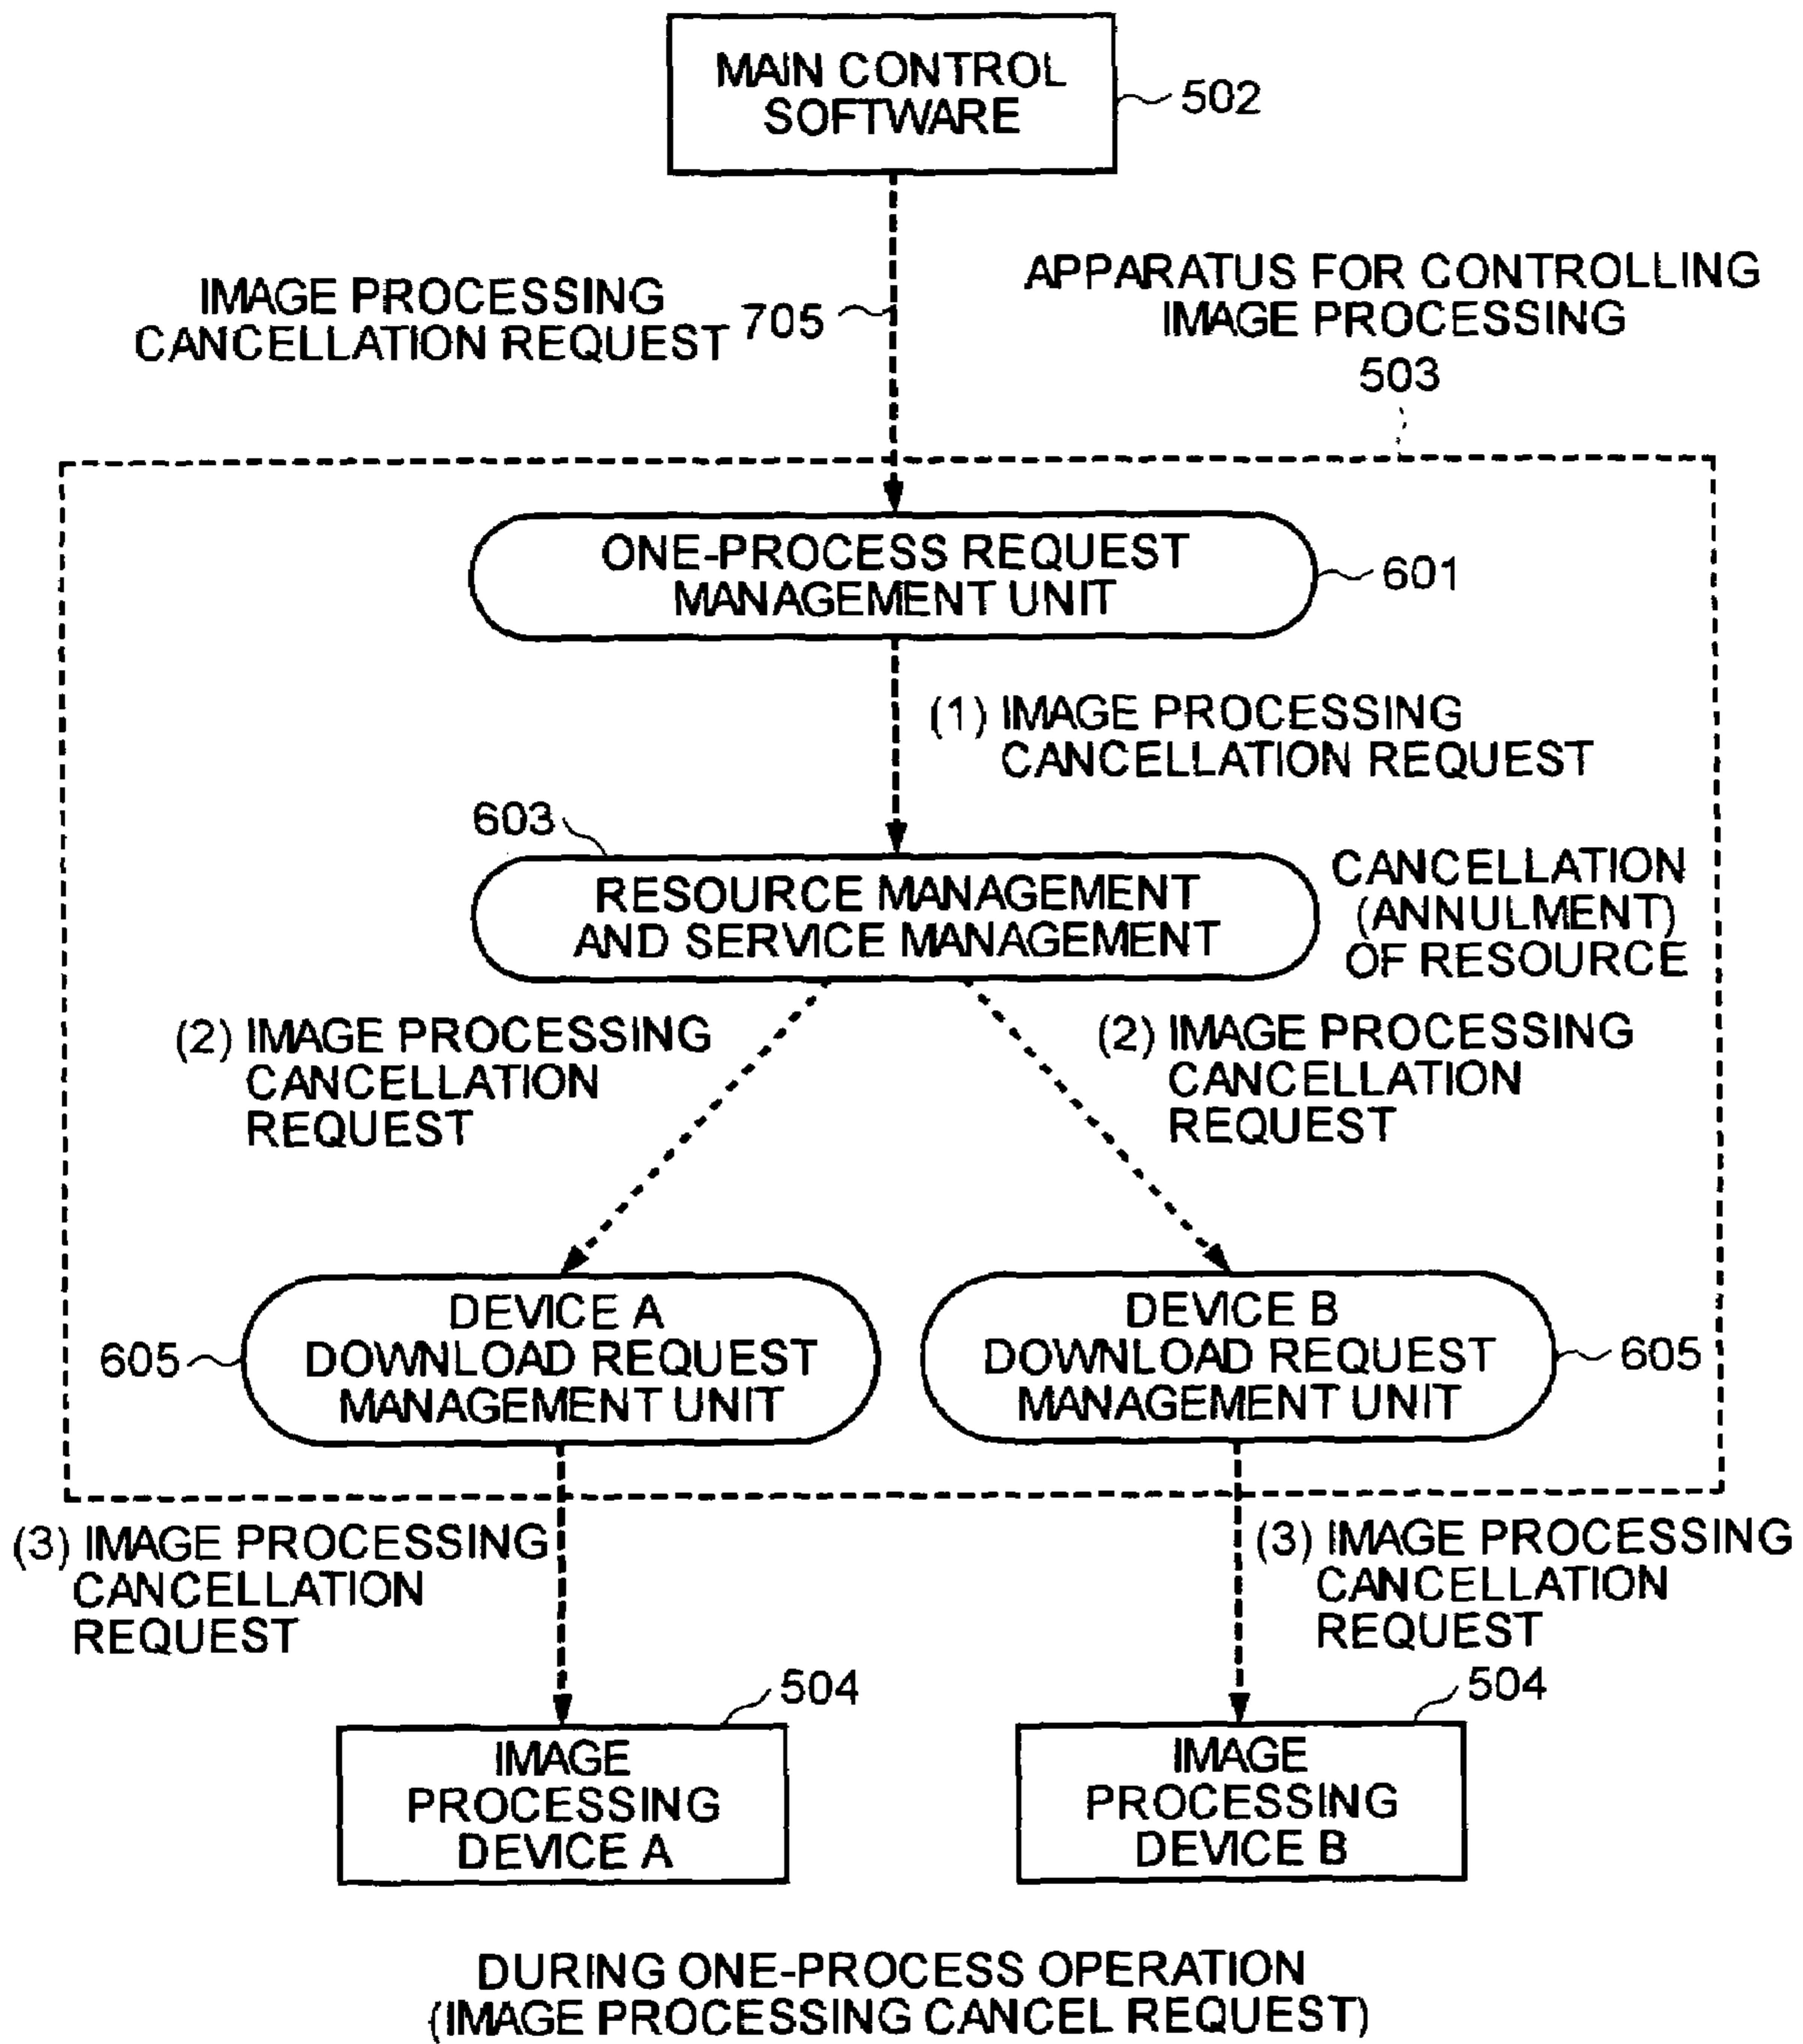 MAIN CONTROL
SOFTWARE
502
IMAGE PROCESSING
CANCELLATION REQUEST
705
APPARATUS FOR CONTROLLING
IMAGE PROCESSING
503
ONE-PROCESS REQUEST
MANAGEMENT UNIT
601
(1) IMAGE PROCESSING
CANCELLATION REQUEST
603
RESOURCE MANAGEMENT
AND SERVICE MANAGEMENT
CANCELLATION
(ANNULMENT)
OF RESOURCE
(2) IMAGE PROCESSING
CANCELLATION
REQUEST
(2) IMAGE PROCESSING
CANCELLATION
REQUEST
DEVICE A
DOWNLOAD REQUEST
MANAGEMENT UNIT
605
DEVICE B
DOWNLOAD REQUEST
MANAGEMENT UNIT
605
(3) IMAGE PROCESSING
CANCELLATION
REQUEST
(3) IMAGE PROCESSING
CANCELLATION
REQUEST
504
IMAGE
PROCESSING
DEVICE A
504
IMAGE
PROCESSING
DEVICE B
DURING ONE-PROCESS OPERATION
(IMAGE PROCESSING CANCEL REQUEST)